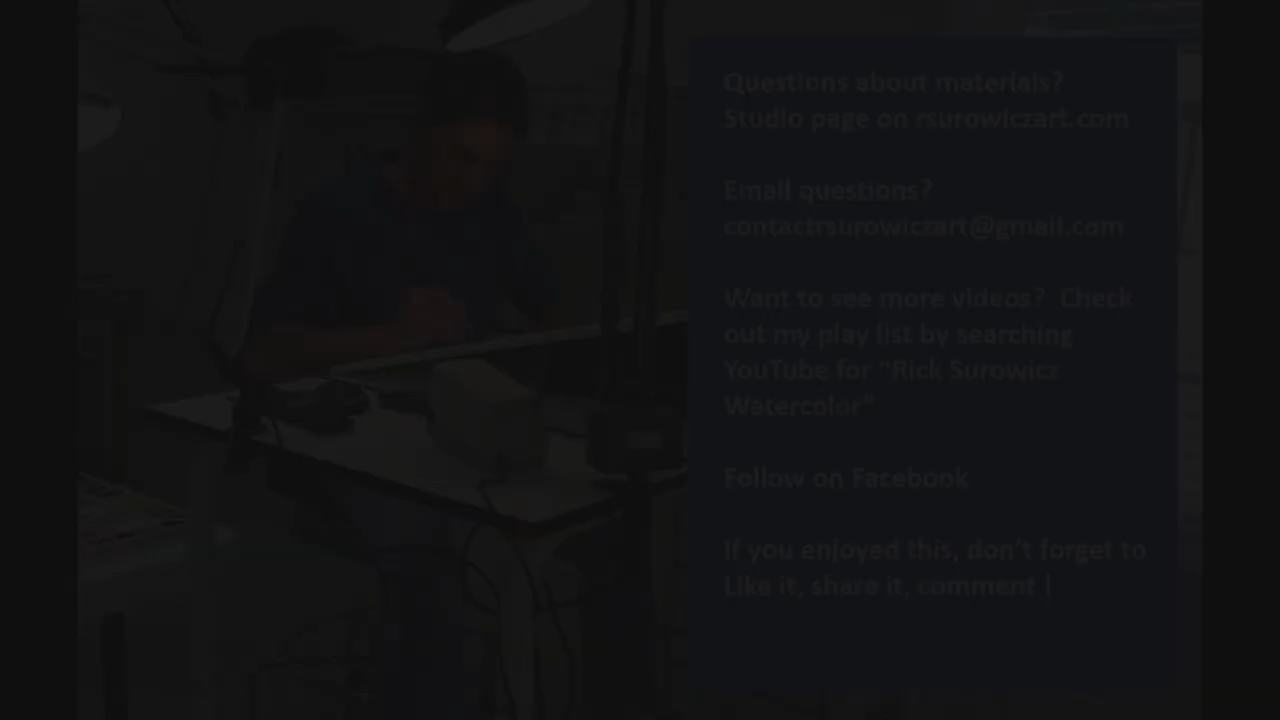 Questions about materials?
Studio page on rsurowiczart.com
Email questions?
contactrsurowiczart@gmail.com
Want to see more videos?  Check
out my play list by searching
YouTube for “Rick Surowicz
Watercolor”
Follow on Facebook
If you enjoyed this, don’t forget to
Like it, share it, comment |